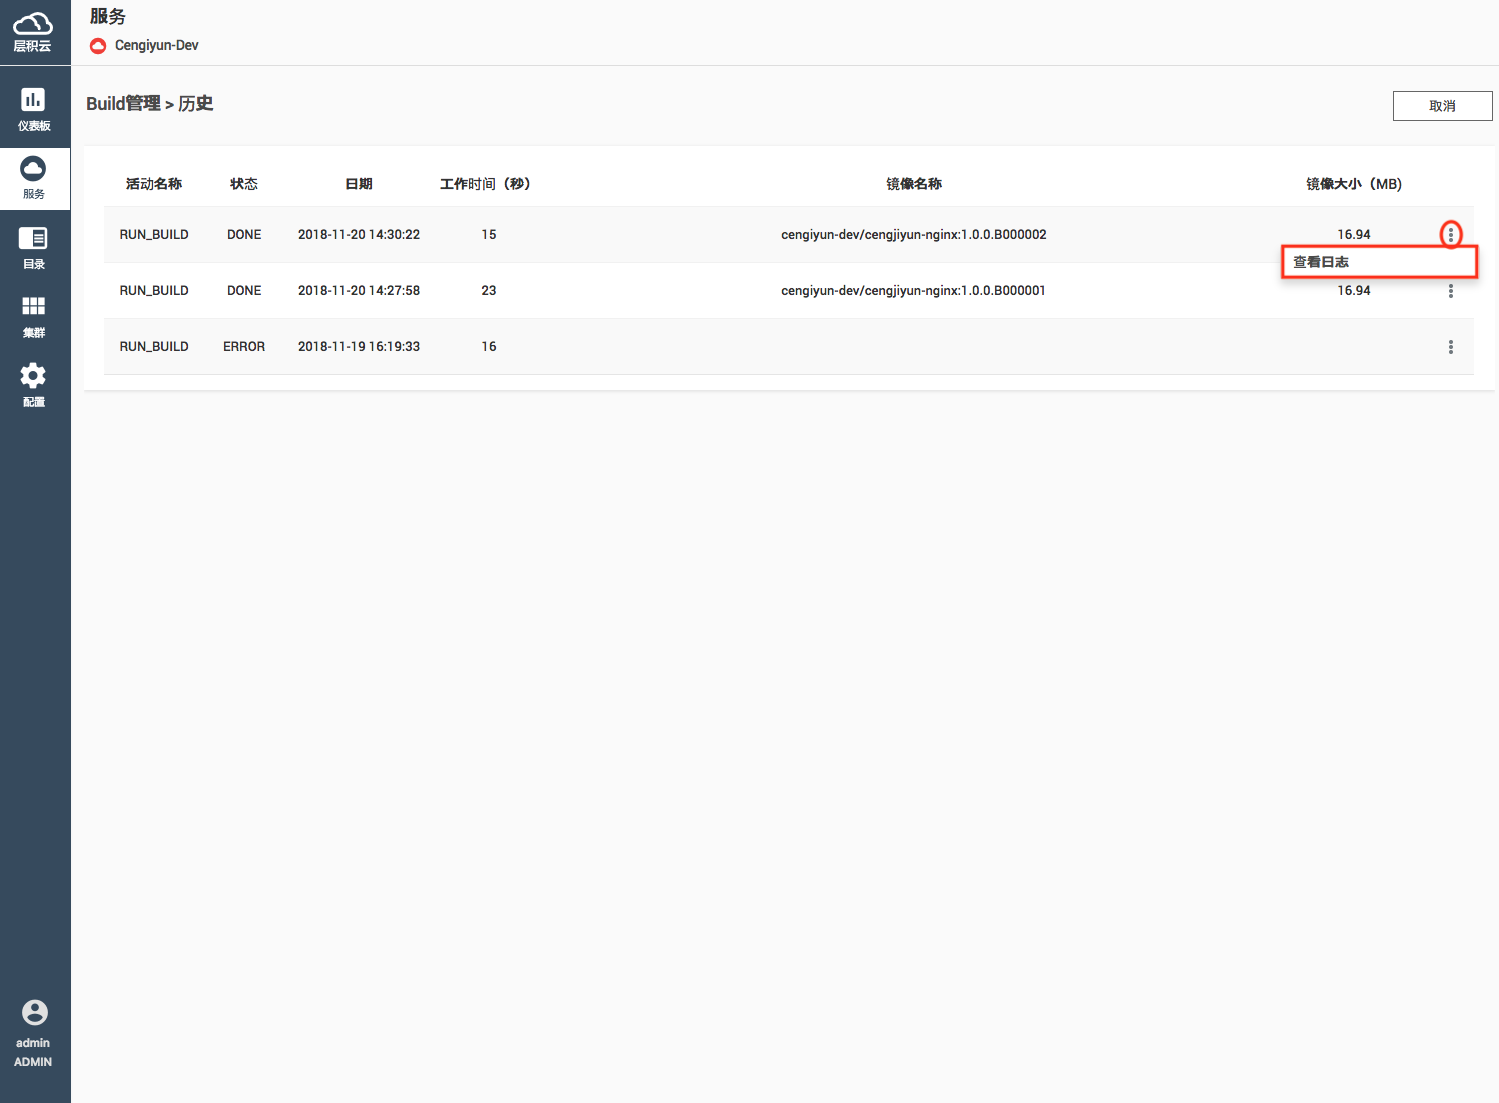 层积云
服务
Cengiyun-Dev
仪表板
服务
目录
集群
配置
admin
ADMIN
Build管理 > 历史
取消
活动名称 状态 日期 工作时间（秒） 镜像名称 镜像大小（MB)
RUN_BUILD DONE 2018-11-20 14:30:22 15 cengiyun-dev/cengjiyun-nginx:1.0.0.B000002 16.94
查看日志
RUN_BUILD DONE 2018-11-20 14:27:58 23 cengiyun-dev/cengjiyun-nginx:1.0.0.B000001 16.94
RUN_BUILD ERROR 2018-11-19 16:19:33 16